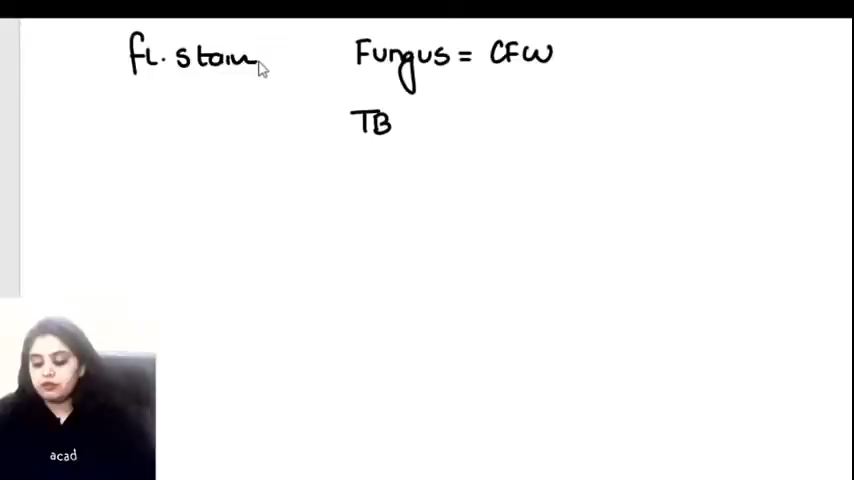 fl. stain Fungus = CFW
TB
acad